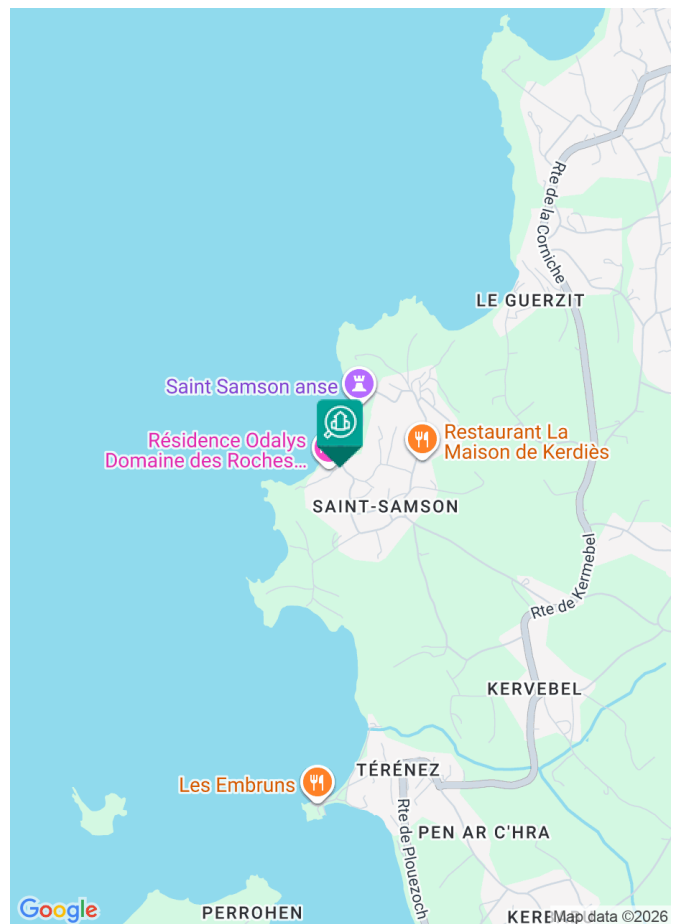 Rte de la Corniche
LE GUERZIT
Saint Samson anse
Résidence Odalys
Domaine des Roches...
Restaurant La
Maison de Kerdiès
SAINT-SAMSON
Rte de Kermebel
KERVEBEL
TÉRÉNEZ
Les Embruns
Rte de Plouezoch
PEN AR C'HRA
PERROHEN
Google
Map data ©2026